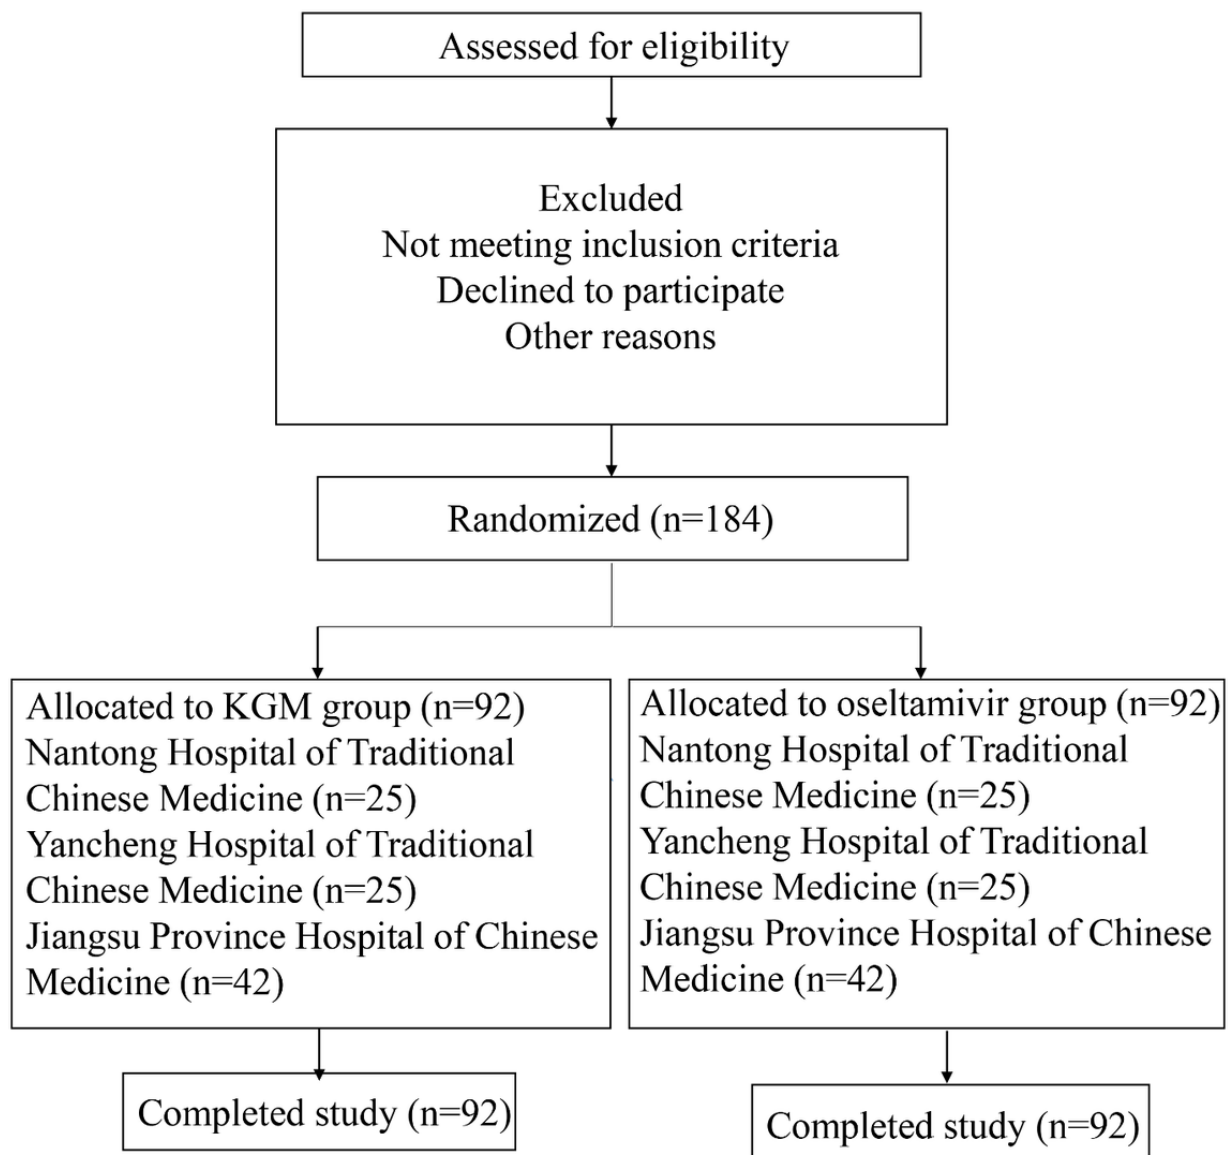 Assessed for eligibility
Excluded
Not meeting inclusion criteria
Declined to participate
Other reasons
Randomized (n=184)
Allocated to KGM group (n=92)
Nantong Hospital of Traditional
Chinese Medicine (n=25)
Yancheng Hospital of Traditional
Chinese Medicine (n=25)
Jiangsu Province Hospital of Chinese
Medicine (n=42)
Allocated to oseltamivir group (n=92)
Nantong Hospital of Traditional
Chinese Medicine (n=25)
Yancheng Hospital of Traditional
Chinese Medicine (n=25)
Jiangsu Province Hospital of Chinese
Medicine (n=42)
Completed study (n=92)
Completed study (n=92)